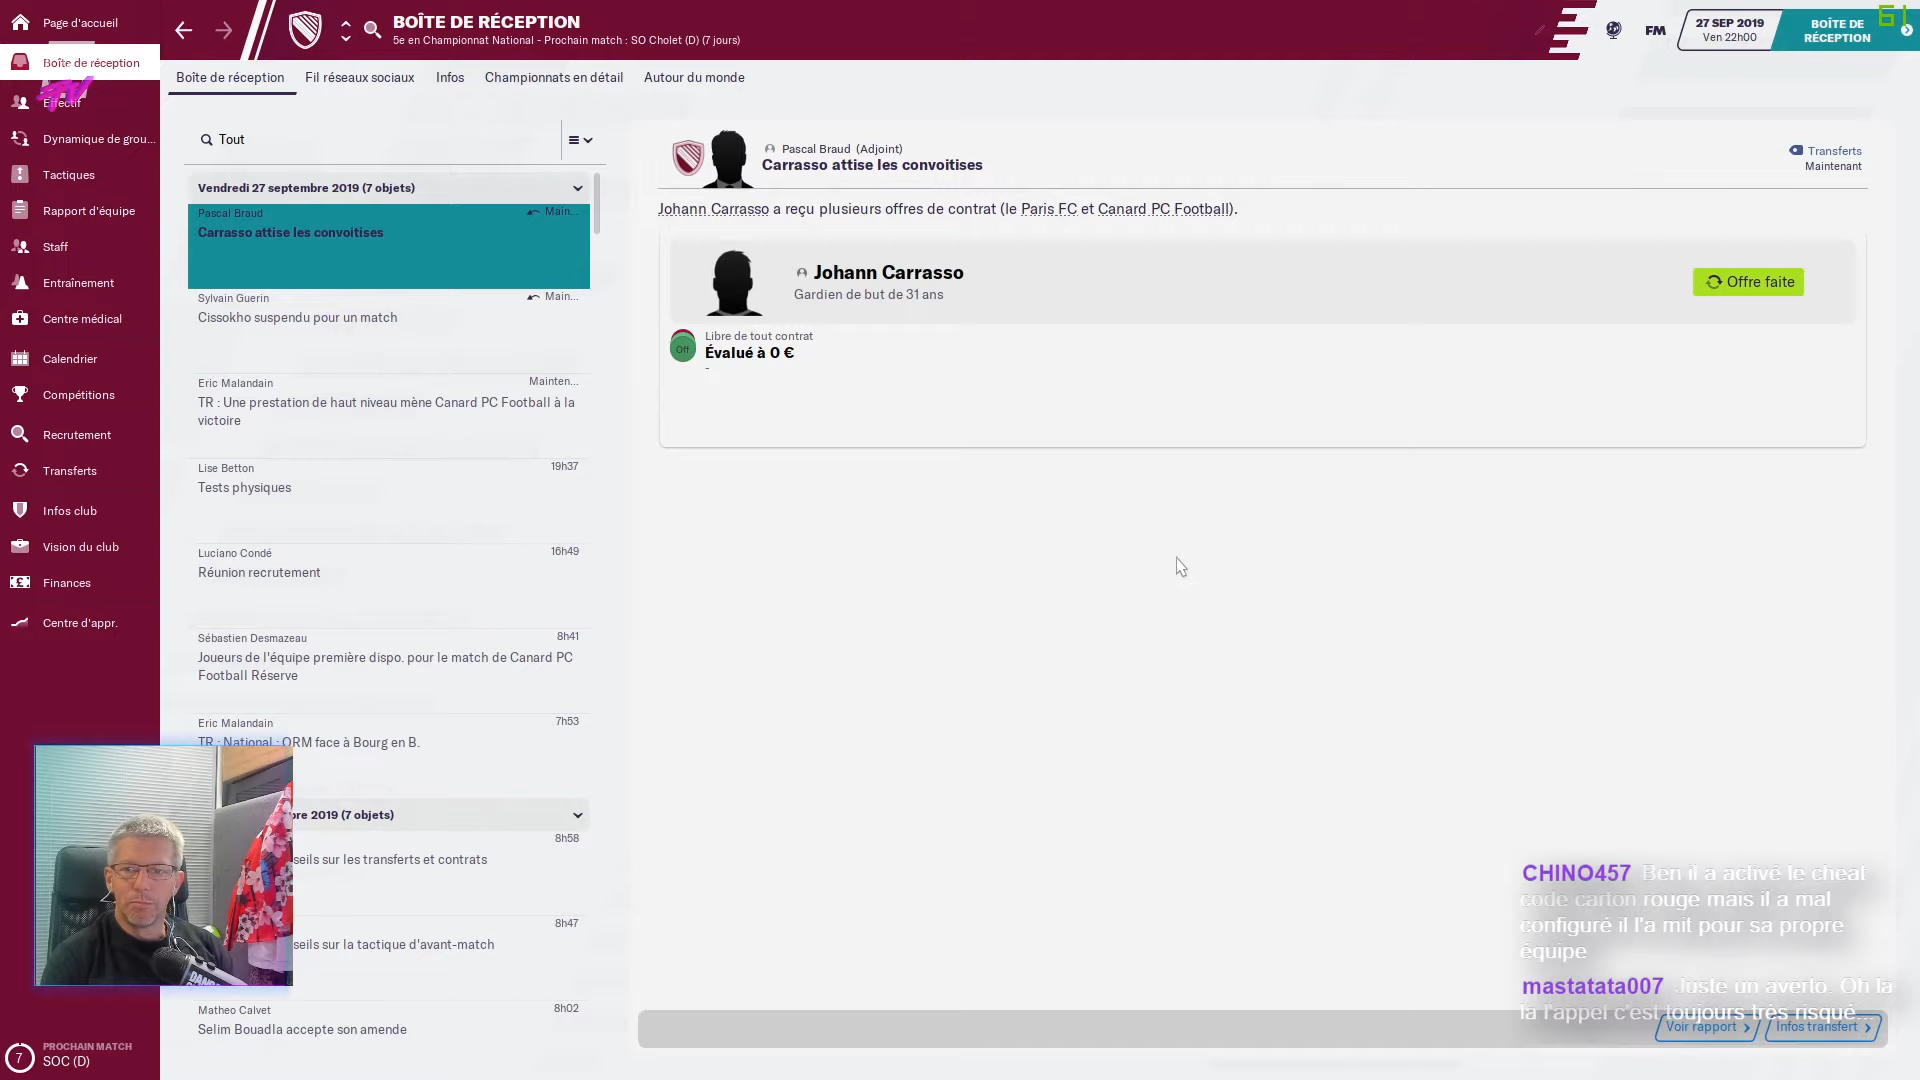 Page d'accueil
Boîte de réception
Effectif
Dynamique de grou...
Tactiques
Rapport d'équipe
Staff
Entraînement
Centre médical
Calendrier
Compétitions
Recrutement
Transferts
Infos club
Vision du club
Finances
Centre d'appr.
PROCHAIN MATCH
7
SOC (D)
BOÎTE DE RÉCEPTION
5e en Championnat National - Prochain match : SO Cholet (D) (7 jours)
FM
27 SEP 2019
Ven 22h00
BOÎTE DE
RÉCEPTION
61
Boîte de réception
Fil réseaux sociaux
Infos
Championnats en détail
Autour du monde
Tout
Vendredi 27 septembre 2019 (7 objets)
Pascal Braud
Main...
Carrasso attise les convoitises
Sylvain Guerin
Main...
Cissokho suspendu pour un match
Eric Malandain
Mainten...
TR : Une prestation de haut niveau mène Canard PC Football à la
victoire
Lise Betton
19h37
Tests physiques
Luciano Condé
16h49
Réunion recrutement
Sébastien Desmazeau
8h41
Joueurs de l'équipe première dispo. pour le match de Canard PC
Football Réserve
Eric Malandain
7h53
TR : National : ORM face à Bourg en B.
bre 2019 (7 objets)
8h58
seils sur les transferts et contrats
8h47
seils sur la tactique d'avant-match
Matheo Calvet
8h02
Selim Bouadla accepte son amende
Pascal Braud (Adjoint)
Carrasso attise les convoitises
Transferts
Maintenant
Johann Carrasso a reçu plusieurs offres de contrat (le Paris FC et Canard PC Football).
Johann Carrasso
Gardien de but de 31 ans
Offre faite
Off
Libre de tout contrat
Évalué à 0 €
-
CHINO457 Ben il a activé le cheat
code carton rouge mais il a mal
configuré il l'a mit pour sa propre
équipe
mastatata007 Juste un averto. Oh la
la l'appel c'est toujours très risqué...
Voir rapport
Infos transfert